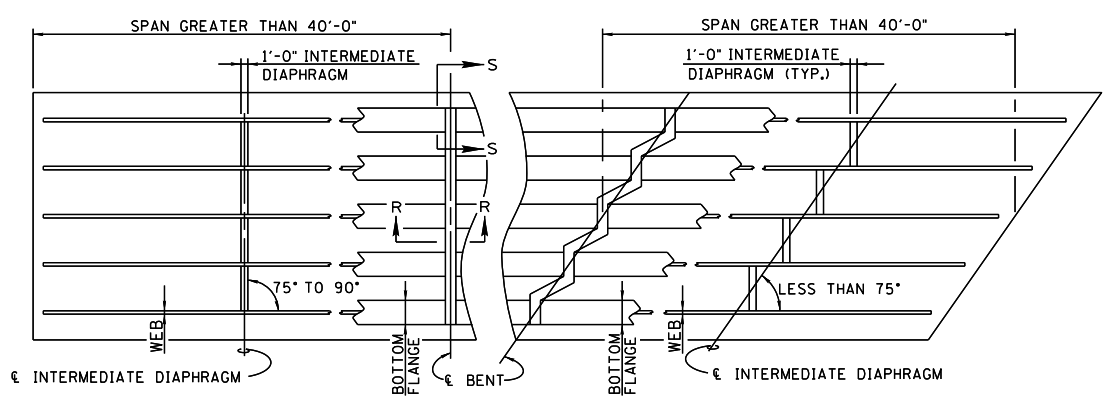 SPAN GREATER THAN 40'-0"
SPAN GREATER THAN 40'-0"
1'-0" INTERMEDIATE
DIAPHRAGM
S
1'-0" INTERMEDIATE
DIAPHRAGM (TYP.)
S
R
R
75° TO 90°
LESS THAN 75°
WEB
BOTTOM
FLANGE
BOTTOM
FLANGE
WEB
℄ INTERMEDIATE DIAPHRAGM
℄ BENT
℄ INTERMEDIATE DIAPHRAGM